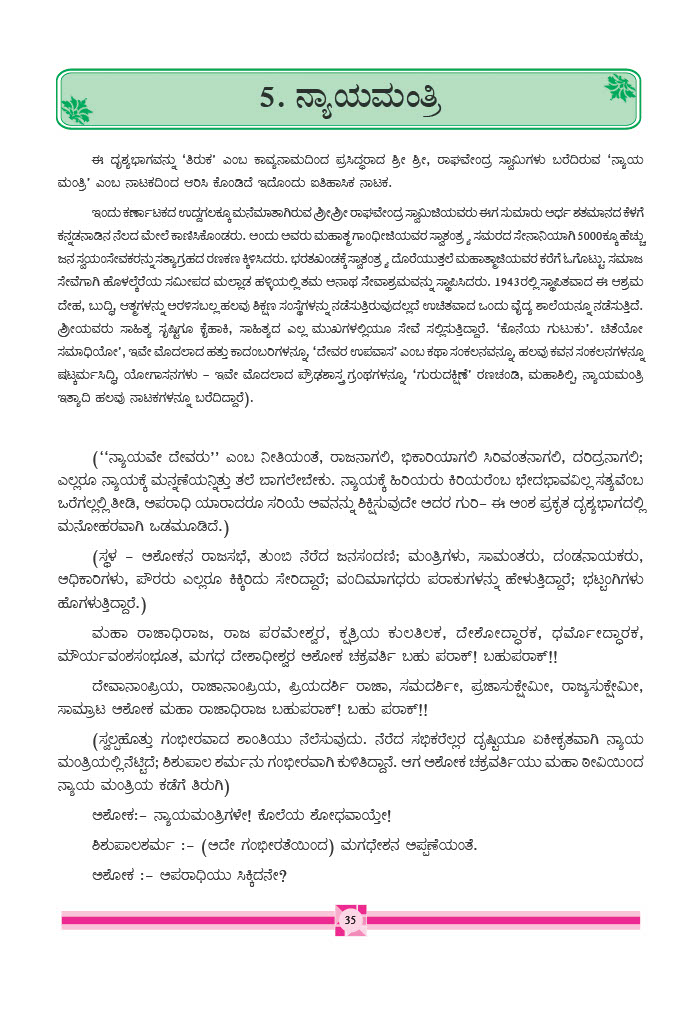 5. ನ್ಯಾಯಮಂತ್ರಿ
ಈ ದೃಶ್ಯಭಾಗವನ್ನು ‘ತಿರುಕ’ ಎಂಬ ಕಾವ್ಯನಾಮದಿಂದ ಪ್ರಸಿದ್ಧರಾದ ಶ್ರೀ ಶ್ರೀ, ರಾಘವೇಂದ್ರ ಸ್ವಾಮಿಗಳು ಬರೆದಿರುವ ‘ನ್ಯಾಯ
ಮಂತ್ರಿ’ ಎಂಬ ನಾಟಕದಿಂದ ಆರಿಸಿ ಕೊಂಡಿದೆ ಇದೊಂದು ಐತಿಹಾಸಿಕ ನಾಟಕ.
ಇಂದು ಕರ್ಣಾಟಕದ ಉದ್ದಗಲಕ್ಕೂ ಮನೆಮಾತಾಗಿರುವ ಶ್ರೀ ಶ್ರೀ ರಾಘವೇಂದ್ರ ಸ್ವಾಮಿಜಿಯವರು ಈಗ ಸುಮಾರು ಅರ್ಧ ಶತಮಾನದ ಕೆಳಗೆ
ಕನ್ನಡನಾಡಿನ ನೆಲದ ಮೇಲೆ ಕಾಣಿಸಿಕೊಂಡರು. ಅಂದು ಅವರು ಮಹಾತ್ಮ ಗಾಂಧೀಜಿಯವರ ಸ್ವಾತಂತ್ರ್ಯ ಸಮರದ ಸೇನಾನಿಯಾಗಿ 5000ಕ್ಕೂ ಹೆಚ್ಚು
ಜನ ಸ್ವಯಂಸೇವಕರನ್ನು ಸತ್ಯಾಗ್ರಹದ ರಣಕಣಕ್ಕಿಳಿಸಿದರು. ಭರತಖಂಡಕ್ಕೆ ಸ್ವಾತಂತ್ರ್ಯ ದೊರೆಯುತ್ತಲೆ ಮಹಾತ್ಮಾಜಿಯವರ ಕರೆಗೆ ಓಗೊಟ್ಟು ಸಮಾಜ
ಸೇವೆಗಾಗಿ ಹೊಳಲ್ಕೆರೆಯ ಸಮೀಪದ ಮಲ್ಲಾಡ ಹಳ್ಳಿಯಲ್ಲಿ ತಮ ಅನಾಥ ಸೇವಾಶ್ರಮವನ್ನು ಸ್ಥಾಪಿಸಿದರು. 1943ರಲ್ಲಿ ಸ್ಥಾಪಿತವಾದ ಈ ಆಶ್ರಮ
ದೇಹ, ಬುದ್ಧಿ, ಆತ್ಮಗಳನ್ನು ಅರಳಿಸಬಲ್ಲ ಹಲವು ಶಿಕ್ಷಣ ಸಂಸ್ಥೆಗಳನ್ನು ನಡೆಸುತ್ತಿರುವುದಲ್ಲದೆ ಉಚಿತವಾದ ಒಂದು ವೈದ್ಯ ಶಾಲೆಯನ್ನೂ ನಡೆಸುತ್ತಿದೆ.
ಶ್ರೀಯವರು ಸಾಹಿತ್ಯ ಸೃಷ್ಟಿಗೂ ಕೈಹಾಕಿ, ಸಾಹಿತ್ಯದ ಎಲ್ಲ ಮುಖಗಳಲ್ಲಿಯೂ ಸೇವೆ ಸಲ್ಲಿಸುತ್ತಿದ್ದಾರೆ. ‘ಕೊನೆಯ ಗುಟುಕು’. ಚಿತೆಯೋ
ಸಮಾಧಿಯೋ’, ಇವೇ ಮೊದಲಾದ ಹತ್ತು ಕಾದಂಬರಿಗಳನ್ನೂ, ‘ದೇವರ ಉಪವಾಸ’ ಎಂಬ ಕಥಾ ಸಂಕಲನವನ್ನೂ, ಹಲವು ಕವನ ಸಂಕಲನಗಳನ್ನೂ
ಷಟ್ಕರ್ಮಸಿದ್ಧಿ, ಯೋಗಾಸನಗಳು – ಇವೇ ಮೊದಲಾದ ಪ್ರೌಢಶಾಸ್ತ್ರ ಗ್ರಂಥಗಳನ್ನೂ, ‘ಗುರುದಕ್ಷಿಣೆ’ ರಣಚಂಡಿ, ಮಹಾಶಿಲ್ಪಿ, ನ್ಯಾಯಮಂತ್ರಿ
ಇತ್ಯಾದಿ ಹಲವು ನಾಟಕಗಳನ್ನೂ ಬರೆದಿದ್ದಾರೆ).
(‘‘ನ್ಯಾಯವೇ ದೇವರು’’ ಎಂಬ ನೀತಿಯಂತೆ, ರಾಜನಾಗಲಿ, ಭಿಕಾರಿಯಾಗಲಿ ಸಿರಿವಂತನಾಗಲಿ, ದರಿದ್ರನಾಗಲಿ;
ಎಲ್ಲರೂ ನ್ಯಾಯಕ್ಕೆ ಮನ್ನಣೆಯನ್ನಿತ್ತು ತಲೆ ಬಾಗಲೇಬೇಕು. ನ್ಯಾಯಕ್ಕೆ ಹಿರಿಯರು ಕಿರಿಯರೆಂಬ ಭೇದಭಾವವಿಲ್ಲ ಸತ್ಯವೆಂಬ
ಒರೆಗಲ್ಲಲ್ಲಿ ತೀಡಿ, ಅಪರಾಧಿ ಯಾರಾದರೂ ಸರಿಯೆ ಅವನನ್ನು ಶಿಕ್ಷಿಸುವುದೇ ಅದರ ಗುರಿ– ಈ ಅಂಶ ಪ್ರಕೃತ ದೃಶ್ಯಭಾಗದಲ್ಲಿ
ಮನೋಹರವಾಗಿ ಒಡಮೂಡಿದೆ.)
(ಸ್ಥಳ – ಅಶೋಕನ ರಾಜಸಭೆ, ತುಂಬಿ ನೆರೆದ ಜನಸಂದಣಿ; ಮಂತ್ರಿಗಳು, ಸಾಮಂತರು, ದಂಡನಾಯಕರು,
ಅಧಿಕಾರಿಗಳು, ಪೌರರು ಎಲ್ಲರೂ ಕಿಕ್ಕಿರಿದು ಸೇರಿದ್ದಾರೆ; ವಂದಿಮಾಗಧರು ಪರಾಕುಗಳನ್ನು ಹೇಳುತ್ತಿದ್ದಾರೆ; ಭಟ್ಟಂಗಿಗಳು
ಹೊಗಳುತ್ತಿದ್ದಾರೆ.)
ಮಹಾ ರಾಜಾಧಿರಾಜ, ರಾಜ ಪರಮೇಶ್ವರ, ಕ್ಷತ್ರಿಯ ಕುಲತಿಲಕ, ದೇಶೋದ್ಧಾರಕ, ಧರ್ಮೋದ್ಧಾರಕ,
ಮೌರ್ಯವಂಶಸಂಭೂತ, ಮಗಧ ದೇಶಾಧೀಶ್ವರ ಅಶೋಕ ಚಕ್ರವರ್ತಿ ಬಹು ಪರಾಕ್! ಬಹುಪರಾಕ್!!
ದೇವಾನಾಂಪ್ರಿಯ, ರಾಜಾನಾಂಪ್ರಿಯ, ಪ್ರಿಯದರ್ಶಿ ರಾಜಾ, ಸಮದರ್ಶೀ, ಪ್ರಜಾಸುಕ್ಷೇಮೀ, ರಾಜ್ಯಸುಕ್ಷೇಮೀ,
ಸಾಮ್ರಾಟ ಅಶೋಕ ಮಹಾ ರಾಜಾಧಿರಾಜ ಬಹುಪರಾಕ್! ಬಹು ಪರಾಕ್!!
(ಸ್ವಲ್ಪಹೊತ್ತು ಗಂಭೀರವಾದ ಶಾಂತಿಯು ನೆಲೆಸುವುದು. ನೆರೆದ ಸಭಿಕರೆಲ್ಲರ ದೃಷ್ಟಿಯೂ ಏಕೀಕೃತವಾಗಿ ನ್ಯಾಯ
ಮಂತ್ರಿಯಲ್ಲಿ ನೆಟ್ಟಿದೆ; ಶಿಶುಪಾಲ ಶರ್ಮನು ಗಂಭೀರವಾಗಿ ಕುಳಿತಿದ್ದಾನೆ. ಆಗ ಅಶೋಕ ಚಕ್ರವರ್ತಿಯು ಮಹಾ ಠೀವಿಯಿಂದ
ನ್ಯಾಯ ಮಂತ್ರಿಯ ಕಡೆಗೆ ತಿರುಗಿ)
ಅಶೋಕ:– ನ್ಯಾಯಮಂತ್ರಿಗಳೇ! ಕೊಲೆಯ ಶೋಧವಾಯ್ತೇ!
ಶಿಶುಪಾಲಶರ್ಮ :– (ಅದೇ ಗಂಭೀರತೆಯಿಂದ) ಮಗಧೇಶನ ಅಪ್ಪಣೆಯಂತೆ.
ಅಶೋಕ :– ಅಪರಾಧಿಯು ಸಿಕ್ಕಿದನೇ?
35